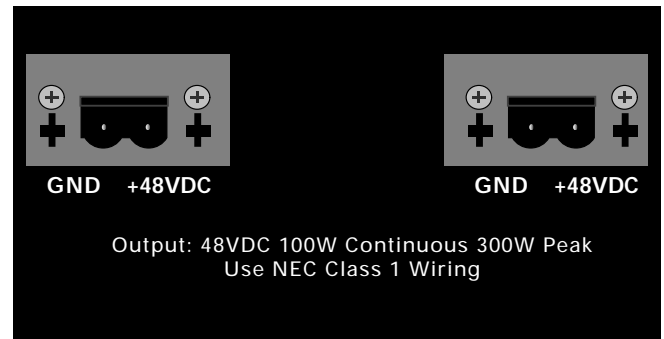 GND +48VDC GND +48VDC
Output: 48VDC 100W Continuous 300W Peak
Use NEC Class 1 Wiring